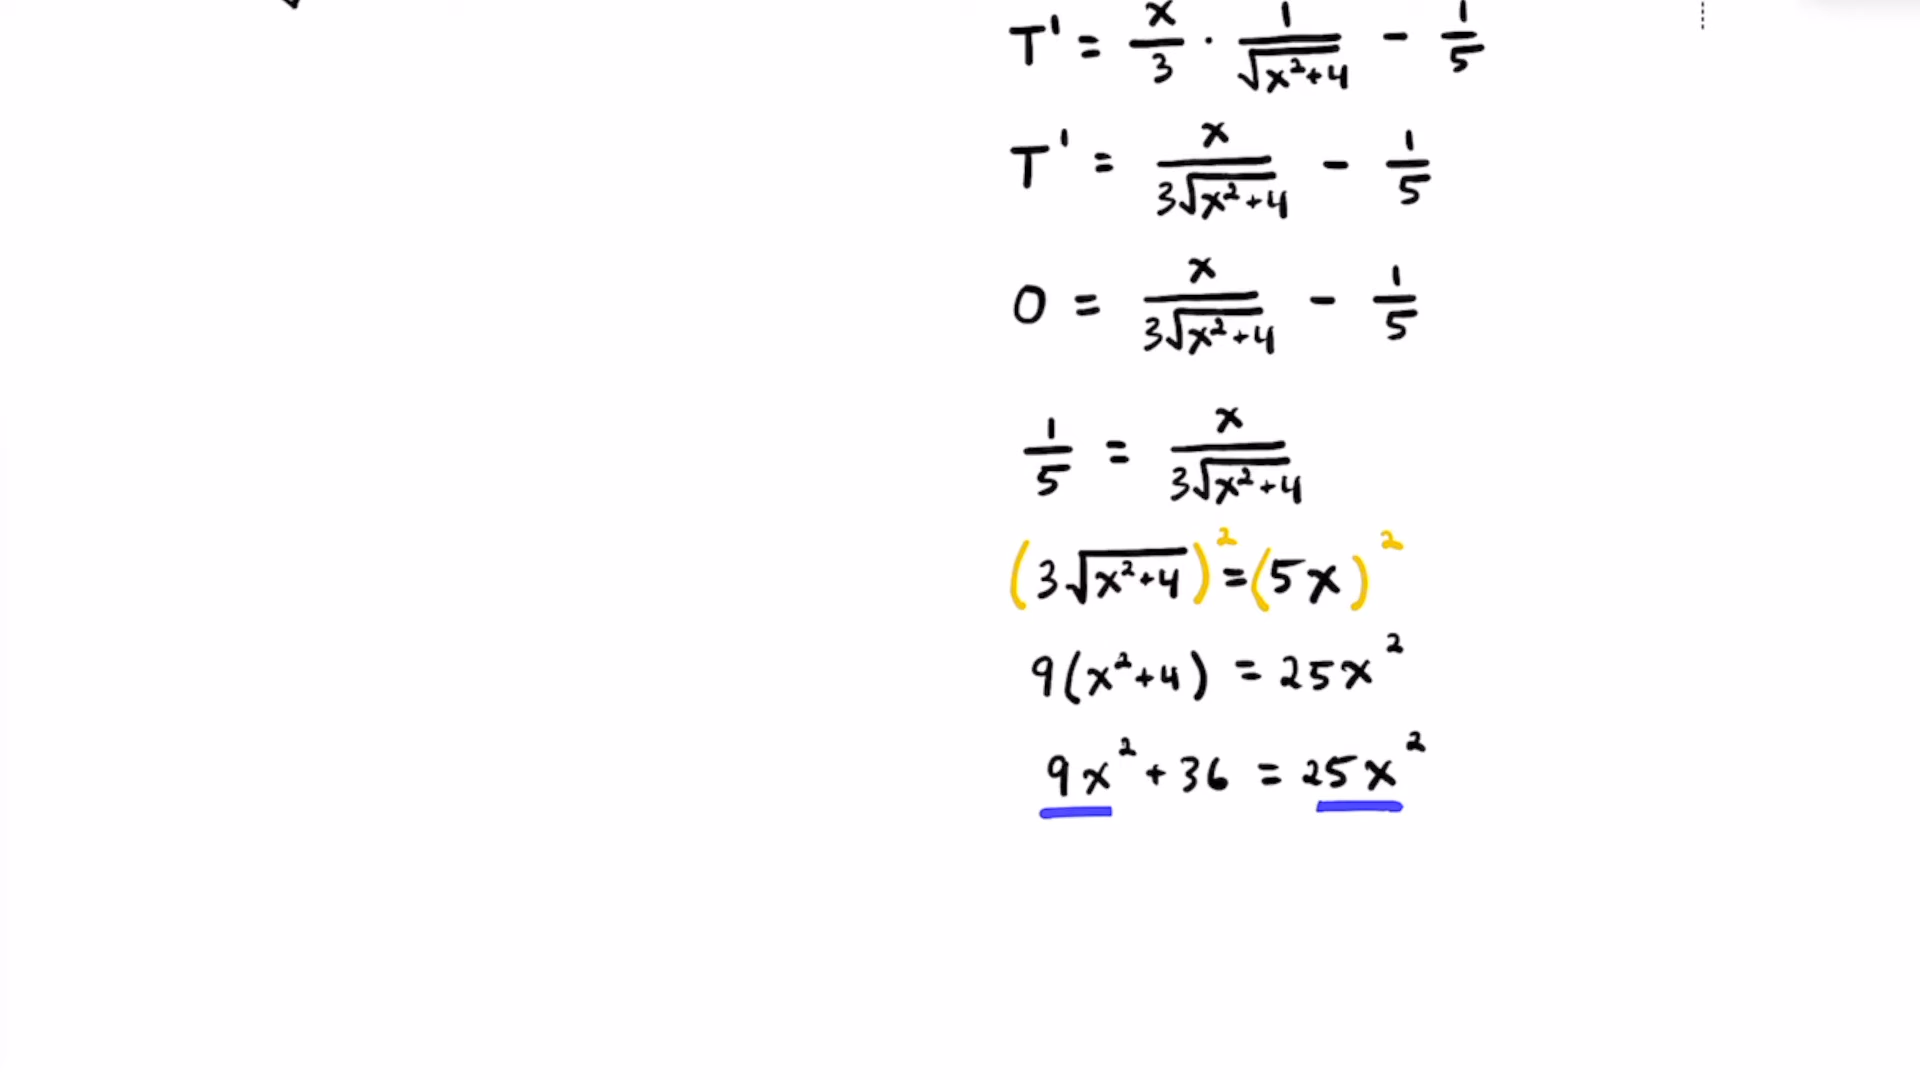 T' = x/3 · 1/√(x²+4) - 1/5
T' = x/(3√(x²+4)) - 1/5
0 = x/(3√(x²+4)) - 1/5
1/5 = x/(3√(x²+4))
(3√(x²+4))² = (5x)²
9(x²+4) = 25x²
9x² + 36 = 25x²